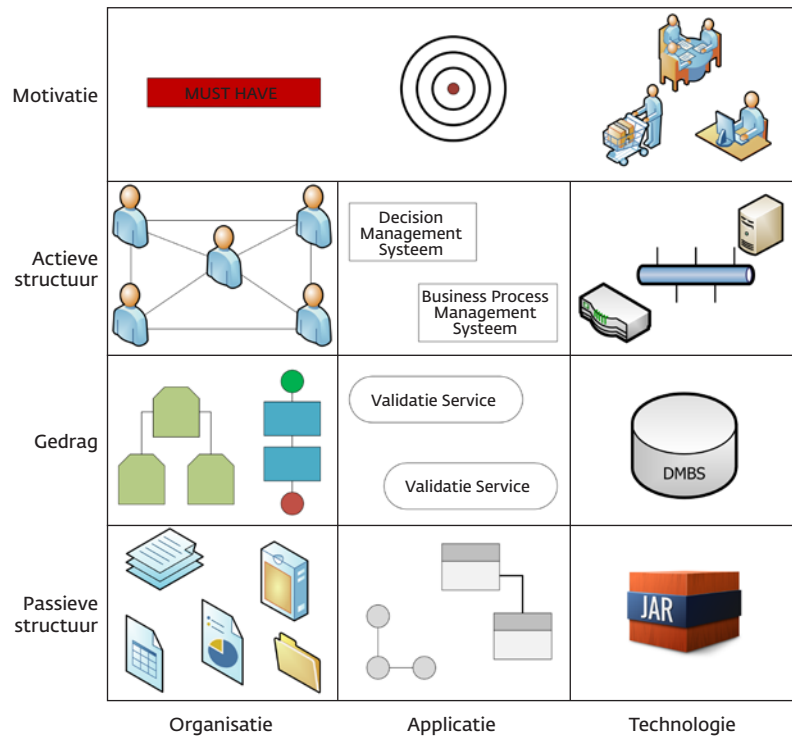 Motivatie
MUST HAVE
Actieve
structuur
Decision
Management
Systeem
Business Process
Management
Systeem
Gedrag
Validatie Service
Validatie Service
DMBS
Passieve
structuur
JAR
Organisatie
Applicatie
Technologie